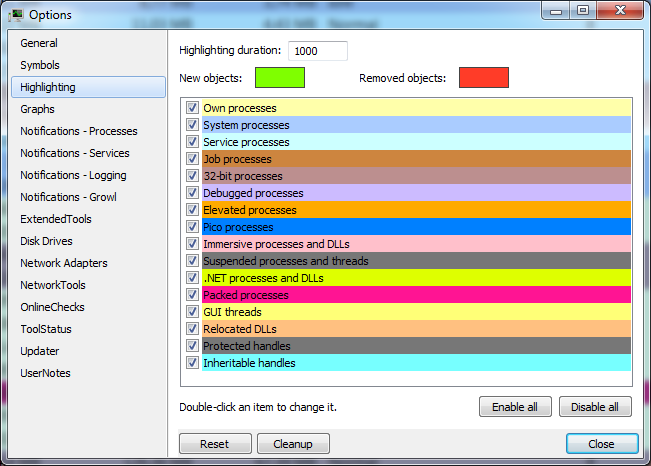 Options
General
Symbols
Highlighting
Graphs
Notifications - Processes
Notifications - Services
Notifications - Logging
Notifications - Growl
ExtendedTools
Disk Drives
Network Adapters
NetworkTools
OnlineChecks
ToolStatus
Updater
UserNotes
Highlighting duration: 1000
New objects: Removed objects:
Own processes
System processes
Service processes
Job processes
32-bit processes
Debugged processes
Elevated processes
Pico processes
Immersive processes and DLLs
Suspended processes and threads
.NET processes and DLLs
Packed processes
GUI threads
Relocated DLLs
Protected handles
Inheritable handles
Double-click an item to change it. Enable all Disable all
Reset Cleanup Close